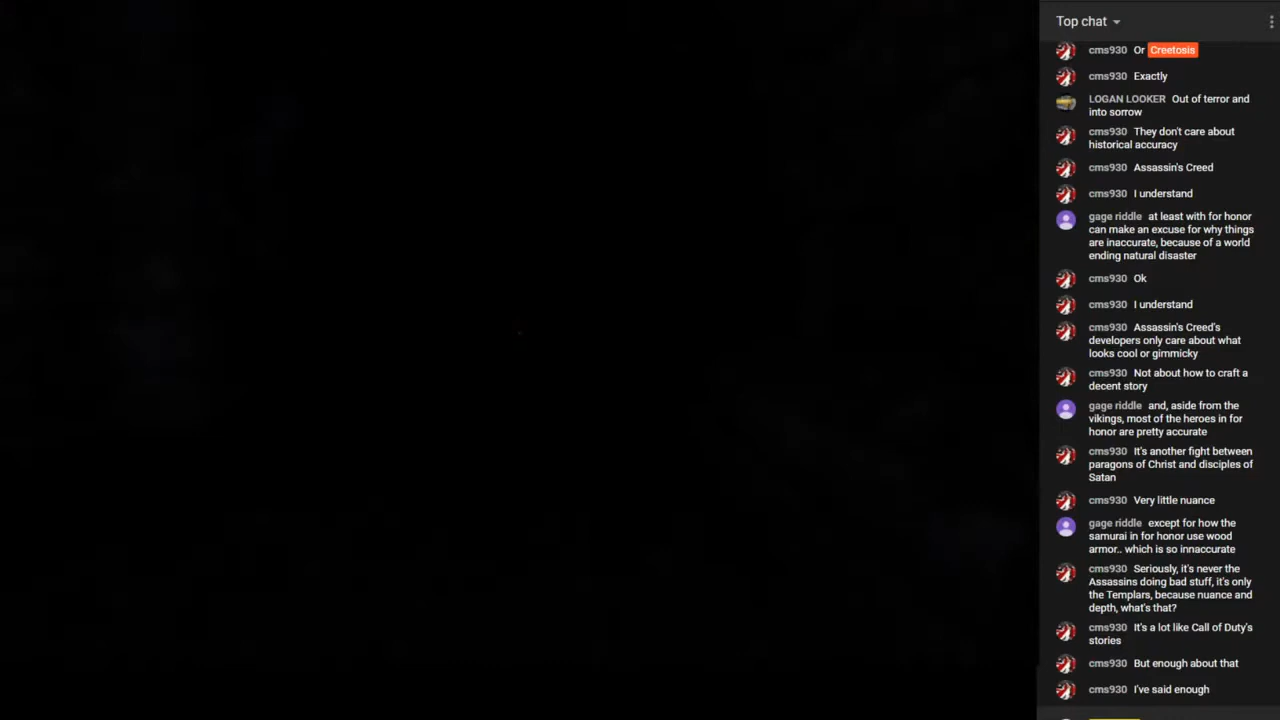 Top chat
cms930 Or Creetosis
cms930 Exactly
LOGAN LOOKER Out of terror and
into sorrow
cms930 They don't care about
historical accuracy
cms930 Assassin's Creed
cms930 I understand
gage riddle at least with for honor
can make an excuse for why things
are inaccurate, because of a world
ending natural disaster
cms930 Ok
cms930 I understand
cms930 Assassin's Creed's
developers only care about what
looks cool or gimmicky
cms930 Not about how to craft a
decent story
gage riddle and, aside from the
vikings, most of the heroes in for
honor are pretty accurate
cms930 It's another fight between
paragons of Christ and disciples of
Satan
cms930 Very little nuance
gage riddle except for how the
samurai in for honor use wood
armor.. which is so innaccurate
cms930 Seriously, it's never the
Assassins doing bad stuff, it's only
the Templars, because nuance and
depth, what's that?
cms930 It's a lot like Call of Duty's
stories
cms930 But enough about that
cms930 I've said enough